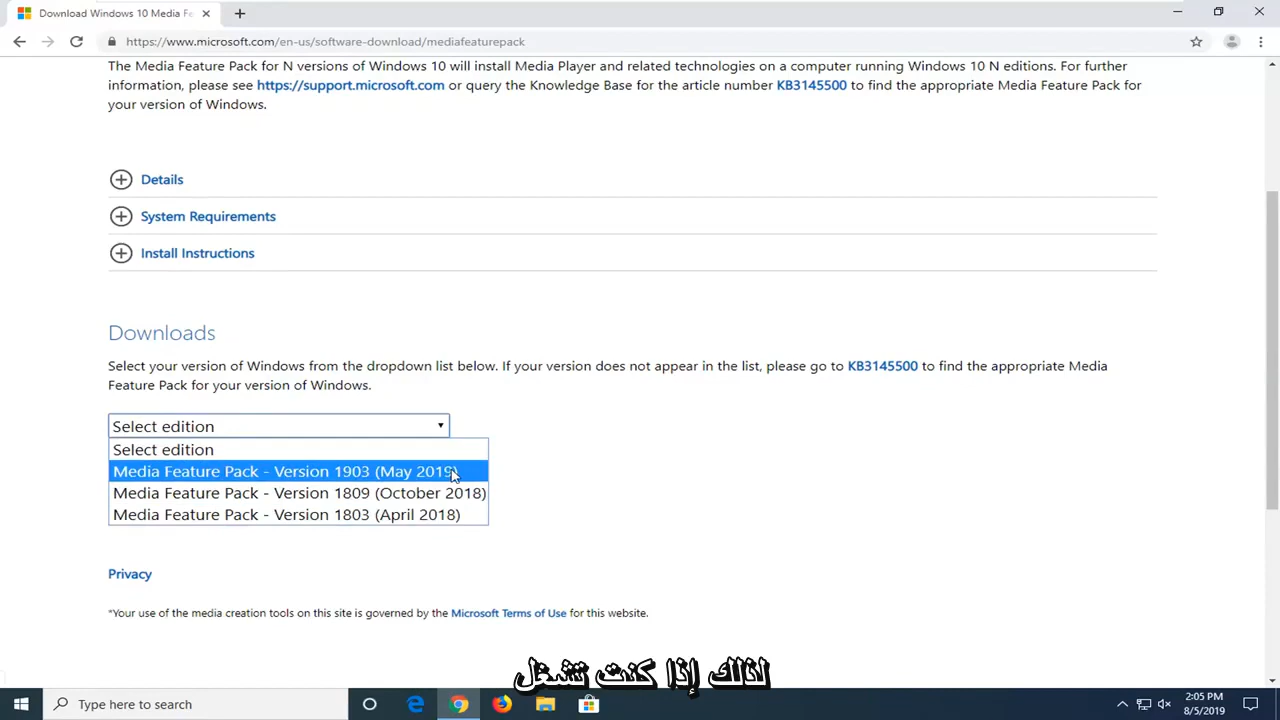 Download Windows 10 Media Fe
https://www.microsoft.com/en-us/software-download/mediafeaturepack
The Media Feature Pack for N versions of Windows 10 will install Media Player and related technologies on a computer running Windows 10 N editions. For further
information, please see https://support.microsoft.com or query the Knowledge Base for the article number KB3145500 to find the appropriate Media Feature Pack for
your version of Windows.
Details
System Requirements
Install Instructions
Downloads
Select your version of Windows from the dropdown list below. If your version does not appear in the list, please go to KB3145500 to find the appropriate Media
Feature Pack for your version of Windows.
Select edition
Select edition
Media Feature Pack - Version 1903 (May 2019)
Media Feature Pack - Version 1809 (October 2018)
Media Feature Pack - Version 1803 (April 2018)
Privacy
*Your use of the media creation tools on this site is governed by the Microsoft Terms of Use for this website.
لذلك إذا كنت تشغل
Type here to search
2:05 PM
8/5/2019